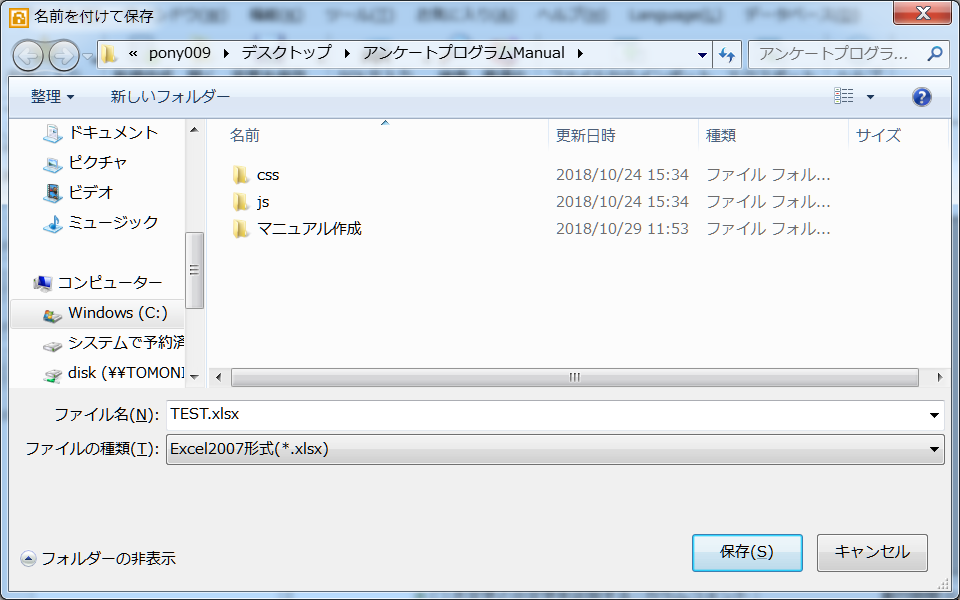 名前を付けて保存
« pony009 デスクトップ アンケートプログラムManual アンケートプログラ...
整理 新しいフォルダー
ドキュメント
ピクチャ
ビデオ
ミュージック
コンピューター
Windows (C:)
システムで予約済
disk (¥¥TOMONI
名前 更新日時 種類 サイズ
css 2018/10/24 15:34 ファイル フォル...
js 2018/10/24 15:34 ファイル フォル...
マニュアル作成 2018/10/29 11:53 ファイル フォル...
ファイル名(N): TEST.xlsx
ファイルの種類(T): Excel2007形式(*.xlsx)
フォルダーの非表示 保存(S) キャンセル